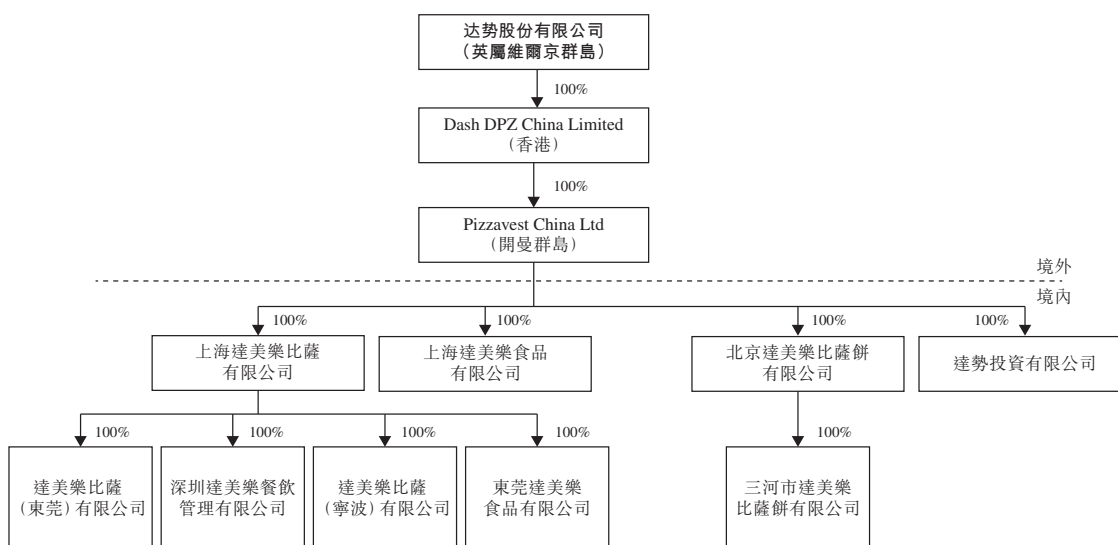 达势股份有限公司
（英屬維爾京群島）
100%
Dash DPZ China Limited
（香港）
100%
Pizzavest China Ltd
（開曼群島）
境外
境內
100%
100%
100%
100%
上海達美樂比薩
有限公司
上海達美樂食品
有限公司
北京達美樂比薩餅
有限公司
達勢投資有限公司
100%
100%
100%
100%
100%
達美樂比薩
（東莞）有限公司
深圳達美樂餐飲
管理有限公司
達美樂比薩
（寧波）有限公司
東莞達美樂
食品有限公司
三河市達美樂
比薩餅有限公司